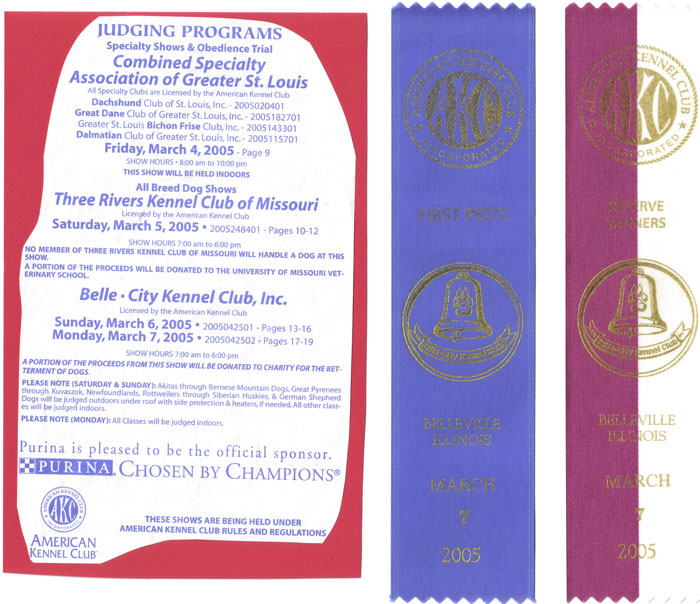 JUDGING PROGRAMS
Specialty Shows & Obedience Trial
Combined Specialty
Association of Greater St. Louis
All Specialty Clubs are Licensed by the American Kennel Club
Dachshund Club of St. Louis, Inc. - 2005020401
Great Dane Club of Greater St. Louis, Inc. - 2005182701
Greater St. Louis Bichon Frise Club, Inc. - 2005143301
Dalmatian Club of Greater St. Louis, Inc. - 2005115701
Friday, March 4, 2005 - Page 9
SHOW HOURS • 8:00 am to 10:00 pm
THIS WILL BE HELD INDOORS
All Breed Dog Shows
Three Rivers Kennel Club of Missouri
Licensed by the American Kennel Club
Saturday, March 5, 2005 • 2005248401 - Pages 10-12
SHOW HOURS 7:00 am to 6:00 pm
NO MEMBER OF THREE RIVERS KENNEL CLUB OF MISSOURI WILL HANDLE A DOG AT THIS
SHOW.
A PORTION OF THE PROCEEDS WILL BE DONATED TO THE UNIVERSITY OF MISSOURI VET-
ERINARY SCHOOL.
Belle • City Kennel Club, Inc.
Licensed by the American Kennel Club
Sunday, March 6, 2005 • 2005042501 - Pages 13-16
Monday, March 7, 2005 • 2005042502 - Pages 17-19
SHOW HOURS 7:00 am to 6:00 pm
A PORTION OF THE PROCEEDS FROM THIS SHOW WILL BE DONATED TO CHARITY FOR THE BET-
TERMENT OF DOGS.
PLEASE NOTE (SATURDAY & SUNDAY): Akitas through Bernese Mountain Dogs, Great Pyrenees
through Kuvaszok, Newfoundlands, Rottweilers through Siberian Huskies, & German Shepherd
Dogs will be judged outdoors under roof with side protection & heaters, if needed. All other class-
es will be judged indoors.
PLEASE NOTE (MONDAY): All Classes will be judged indoors.
Purina is pleased to be the official sponsor.
PURINA. CHOSEN BY CHAMPIONS®
AMERICAN KENNEL CLUB
AKC
INCORPORATED
AMERICAN
KENNEL CLUB
THESE SHOWS ARE BEING HELD UNDER
AMERICAN KENNEL CLUB RULES AND REGULATIONS
AMERICAN KENNEL CLUB
AKC
INCORPORATED
FIRST PRIZE
Belle-City Kennel Club
BELLEVILLE
ILLINOIS
MARCH
7
2005
AMERICAN KENNEL CLUB
AKC
INCORPORATED
RESERVE
WINNERS
Belle-City Kennel Club
BELLEVILLE
ILLINOIS
MARCH
7
2005